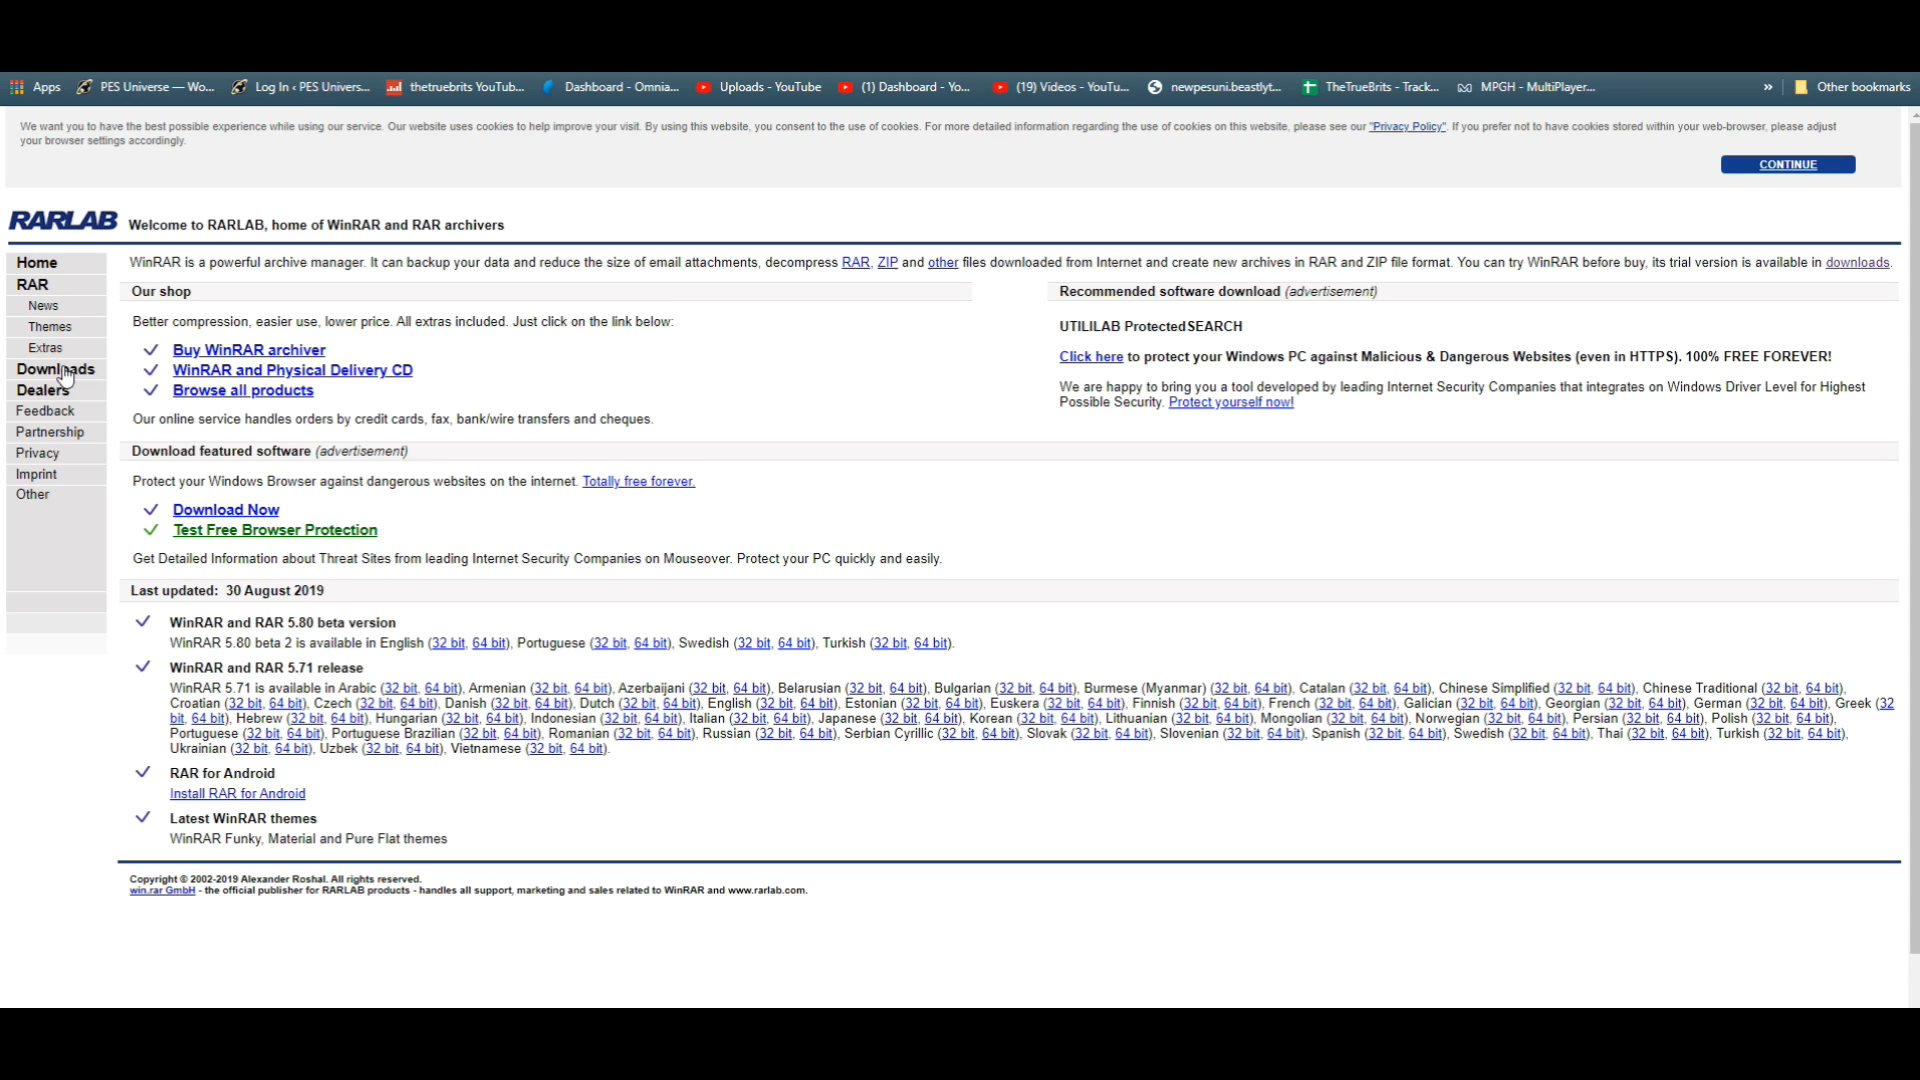 Apps PES Universe — Wo... Log In ‹ PES Univers... thetruebrits YouTub... Dashboard - Omnia... Uploads - YouTube (1) Dashboard - Yo... (19) Videos - YouTu... newpesuni.beastlyt... TheTrueBrits - Track... MPGH - MultiPlayer... » Other bookmarks
We want you to have the best possible experience while using our service. Our website uses cookies to help improve your visit. By using this website, you consent to the use of cookies. For more detailed information regarding the use of cookies on this website, please see our "Privacy Policy". If you prefer not to have cookies stored within your web-browser, please adjust
your browser settings accordingly.
CONTINUE
RARLAB Welcome to RARLAB, home of WinRAR and RAR archivers
Home
RAR
News
Themes
Extras
Downloads
Dealers
Feedback
Partnership
Privacy
Imprint
Other
WinRAR is a powerful archive manager. It can backup your data and reduce the size of email attachments, decompress RAR, ZIP and other files downloaded from Internet and create new archives in RAR and ZIP file format. You can try WinRAR before buy, its trial version is available in downloads.
Our shop
Better compression, easier use, lower price. All extras included. Just click on the link below:
Buy WinRAR archiver
WinRAR and Physical Delivery CD
Browse all products
Our online service handles orders by credit cards, fax, bank/wire transfers and cheques.
Recommended software download (advertisement)
UTILILAB ProtectedSEARCH
Click here to protect your Windows PC against Malicious & Dangerous Websites (even in HTTPS). 100% FREE FOREVER!
We are happy to bring you a tool developed by leading Internet Security Companies that integrates on Windows Driver Level for Highest
Possible Security. Protect yourself now!
Download featured software (advertisement)
Protect your Windows Browser against dangerous websites on the internet. Totally free forever.
Download Now
Test Free Browser Protection
Get Detailed Information about Threat Sites from leading Internet Security Companies on Mouseover. Protect your PC quickly and easily.
Last updated: 30 August 2019
WinRAR and RAR 5.80 beta version
WinRAR 5.80 beta 2 is available in English (32 bit, 64 bit), Portuguese (32 bit, 64 bit), Swedish (32 bit, 64 bit), Turkish (32 bit, 64 bit).
WinRAR and RAR 5.71 release
WinRAR 5.71 is available in Arabic (32 bit, 64 bit), Armenian (32 bit, 64 bit), Azerbaijani (32 bit, 64 bit), Belarusian (32 bit, 64 bit), Bulgarian (32 bit, 64 bit), Burmese (Myanmar) (32 bit, 64 bit), Catalan (32 bit, 64 bit), Chinese Simplified (32 bit, 64 bit), Chinese Traditional (32 bit, 64 bit),
Croatian (32 bit, 64 bit), Czech (32 bit, 64 bit), Danish (32 bit, 64 bit), Dutch (32 bit, 64 bit), English (32 bit, 64 bit), Estonian (32 bit, 64 bit), Euskera (32 bit, 64 bit), Finnish (32 bit, 64 bit), French (32 bit, 64 bit), Galician (32 bit, 64 bit), Georgian (32 bit, 64 bit), German (32 bit, 64 bit), Greek (32
bit, 64 bit), Hebrew (32 bit, 64 bit), Hungarian (32 bit, 64 bit), Indonesian (32 bit, 64 bit), Italian (32 bit, 64 bit), Japanese (32 bit, 64 bit), Korean (32 bit, 64 bit), Lithuanian (32 bit, 64 bit), Mongolian (32 bit, 64 bit), Norwegian (32 bit, 64 bit), Persian (32 bit, 64 bit), Polish (32 bit, 64 bit),
Portuguese (32 bit, 64 bit), Portuguese Brazilian (32 bit, 64 bit), Romanian (32 bit, 64 bit), Russian (32 bit, 64 bit), Serbian Cyrillic (32 bit, 64 bit), Slovak (32 bit, 64 bit), Slovenian (32 bit, 64 bit), Spanish (32 bit, 64 bit), Swedish (32 bit, 64 bit), Thai (32 bit, 64 bit), Turkish (32 bit, 64 bit),
Ukrainian (32 bit, 64 bit), Uzbek (32 bit, 64 bit), Vietnamese (32 bit, 64 bit).
RAR for Android
Install RAR for Android
Latest WinRAR themes
WinRAR Funky, Material and Pure Flat themes
Copyright © 2002-2019 Alexander Roshal. All rights reserved.
win.rar GmbH - the official publisher for RARLAB products - handles all support, marketing and sales related to WinRAR and www.rarlab.com.